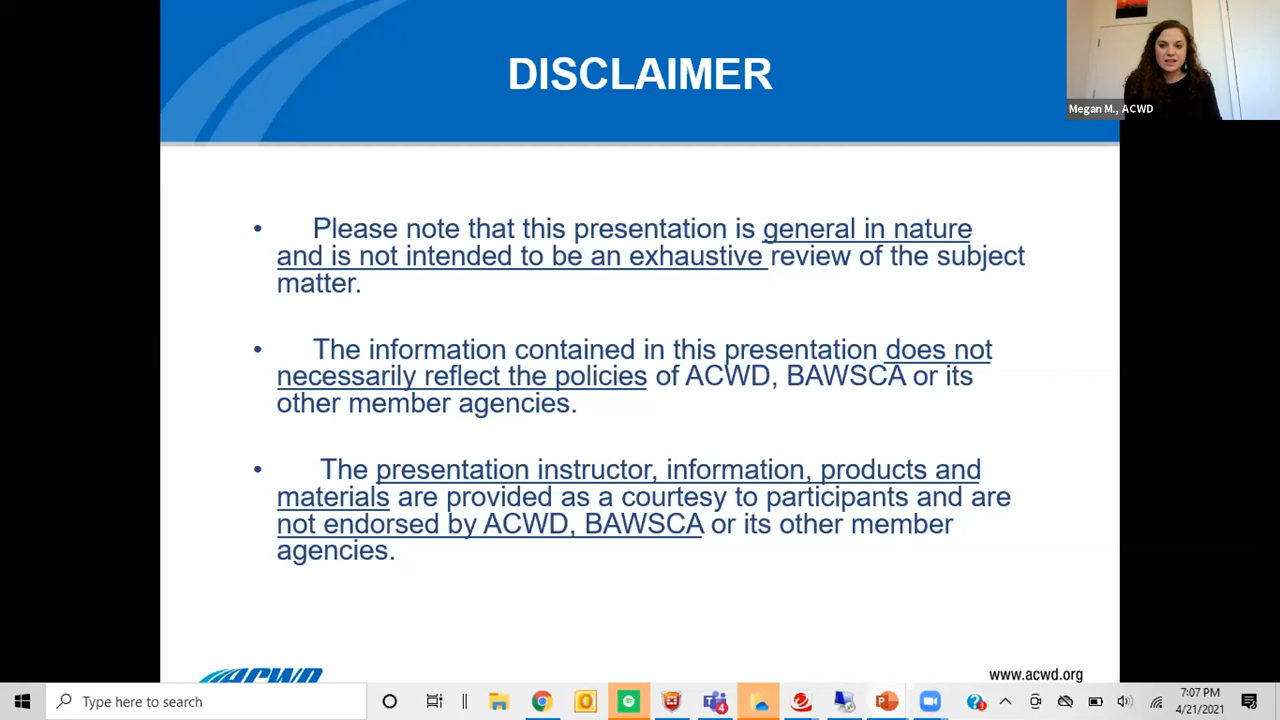 DISCLAIMER
Megan M., ACWD
• Please note that this presentation is general in nature
and is not intended to be an exhaustive review of the subject
matter.
• The information contained in this presentation does not
necessarily reflect the policies of ACWD, BAWSCA or its
other member agencies.
• The presentation instructor, information, products and
materials are provided as a courtesy to participants and are
not endorsed by ACWD, BAWSCA or its other member
agencies.
ACWD
www.acwd.org
Type here to search
4
7:07 PM
4/21/2021